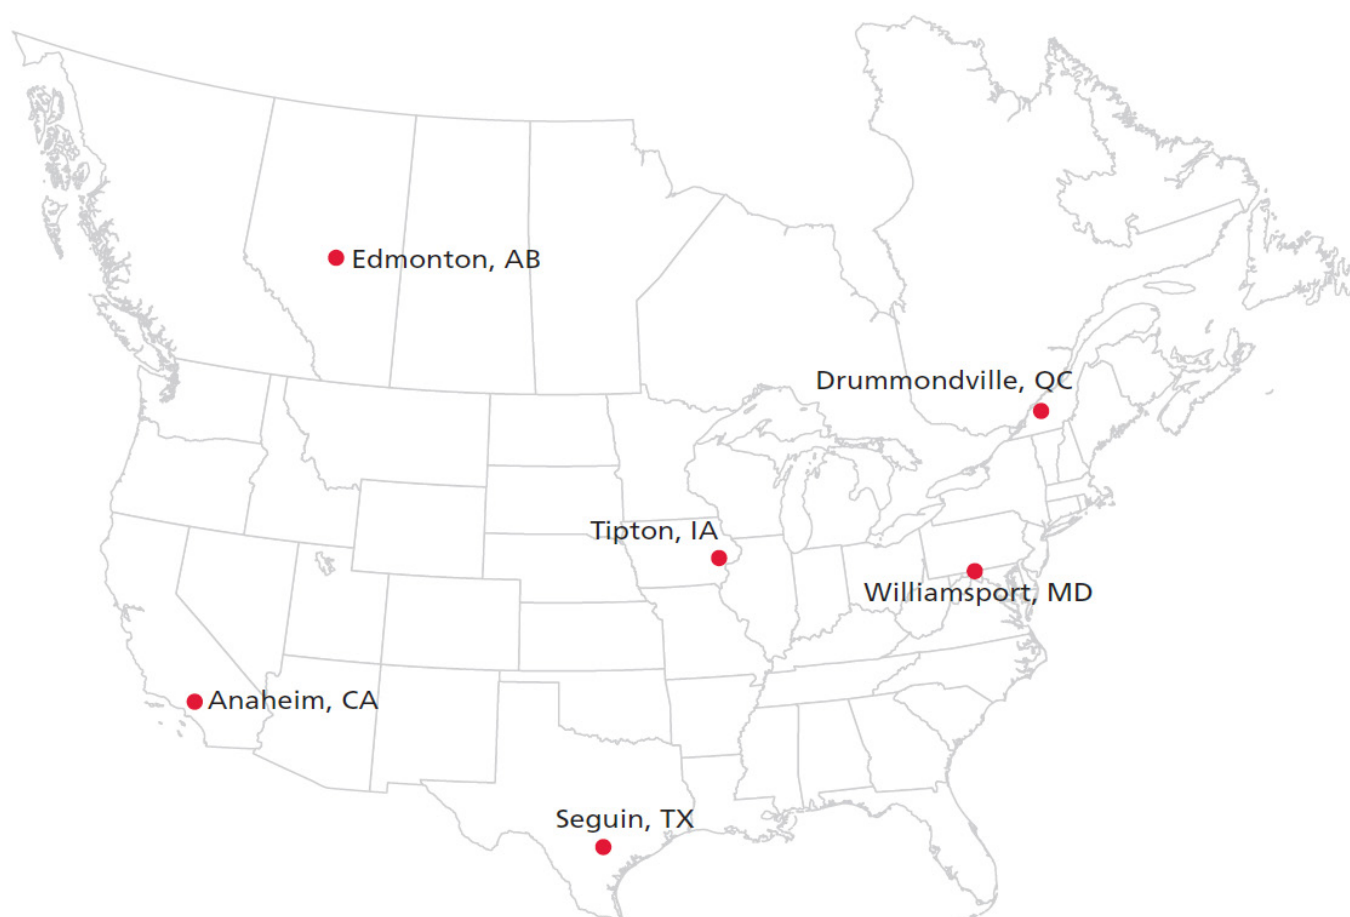 Edmonton, AB
Drummondville, QC
Tipton, IA
Williamsport, MD
Anaheim, CA
Seguin, TX